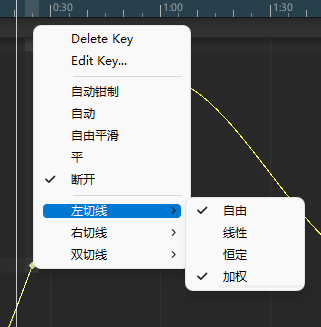 0:30 1:00 1:30
Delete Key
Edit Key...
自动钳制
自动
自由平滑
平
断开
左切线
右切线
双切线
自由
线性
恒定
加权